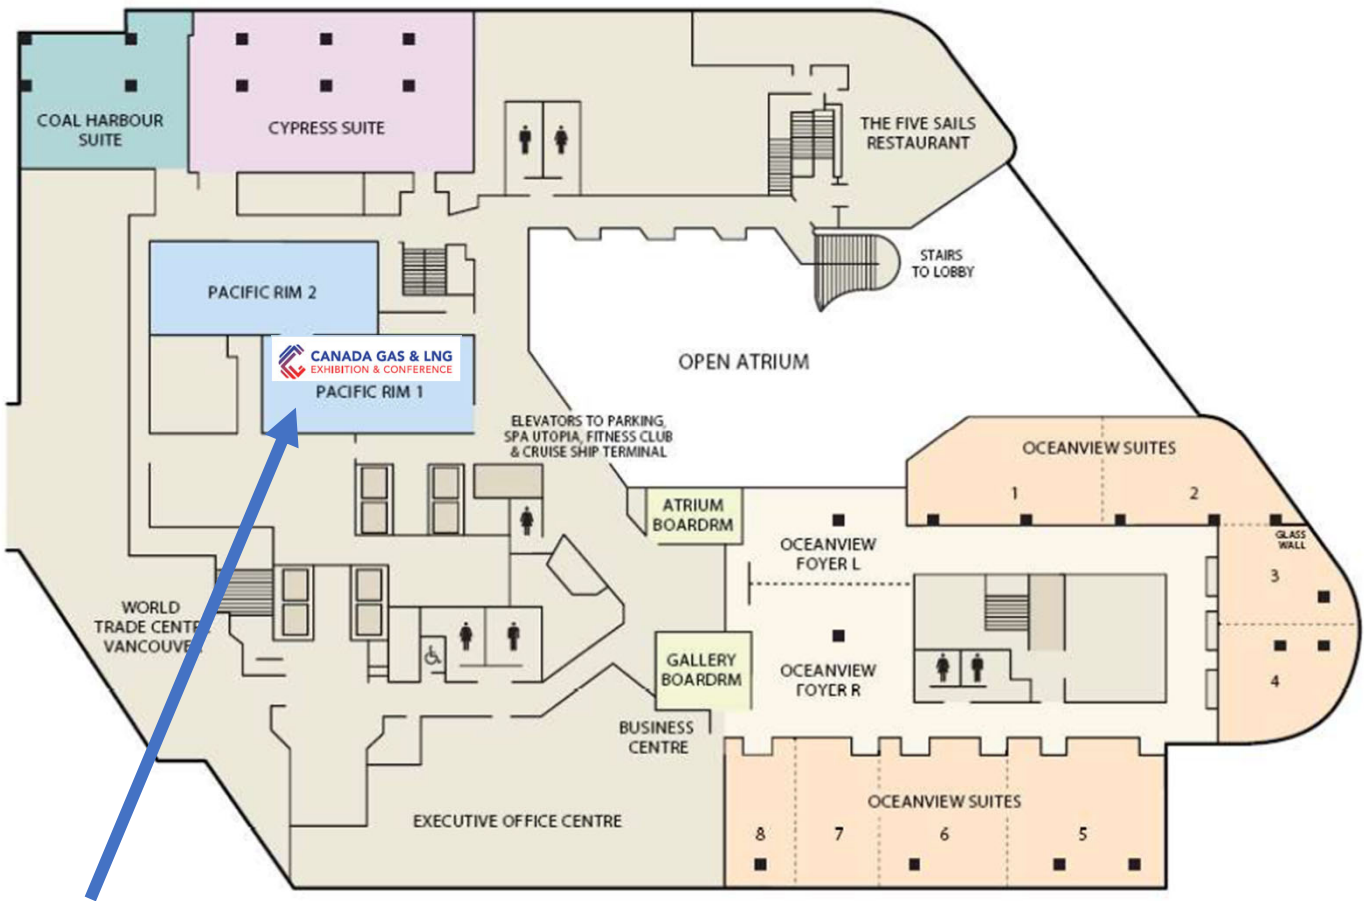 COAL HARBOUR
SUITE
CYPRESS SUITE
THE FIVE SAILS
RESTAURANT
STAIRS
TO LOBBY
PACIFIC RIM 2
CANADA GAS & LNG
EXHIBITION & CONFERENCE
PACIFIC RIM 1
OPEN ATRIUM
ELEVATORS TO PARKING,
SPA UTOPIA, FITNESS CLUB
& CRUISE SHIP TERMINAL
OCEANVIEW SUITES
1
2
ATRIUM
BOARDRM
OCEANVIEW
FOYER L
GLASS
WALL
3
WORLD
TRADE CENTRE
VANCOUVER
GALLERY
BOARDRM
OCEANVIEW
FOYER R
4
BUSINESS
CENTRE
EXECUTIVE OFFICE CENTRE
OCEANVIEW SUITES
8
7
6
5